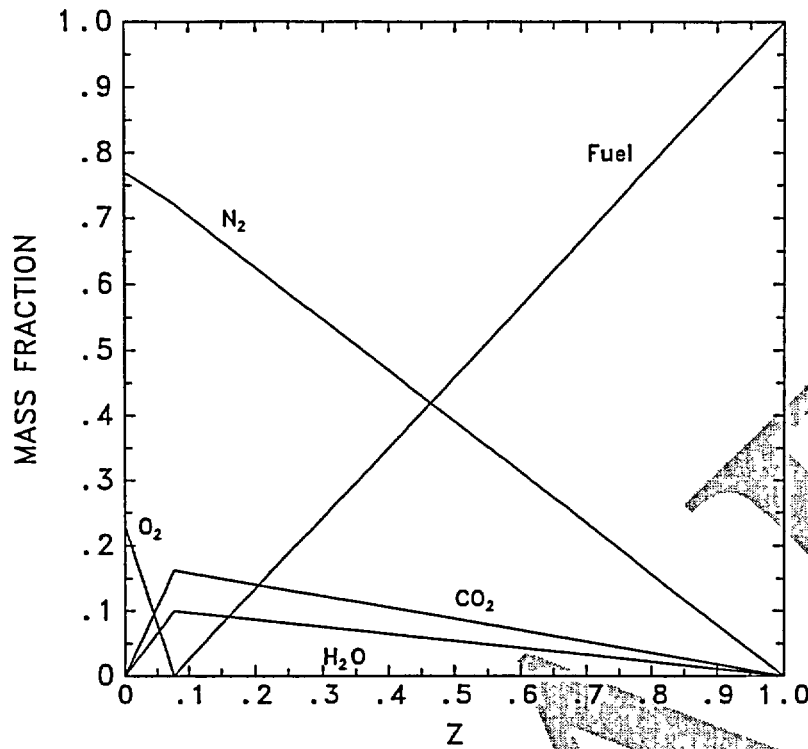 1.0
.9
.8
.7
.6
.5
.4
.3
.2
.1
0
MASS FRACTION
Fuel
N₂
O₂
CO₂
H₂O
0 .1 .2 .3 .4 .5 .6 .7 .8 .9 1.0
Z